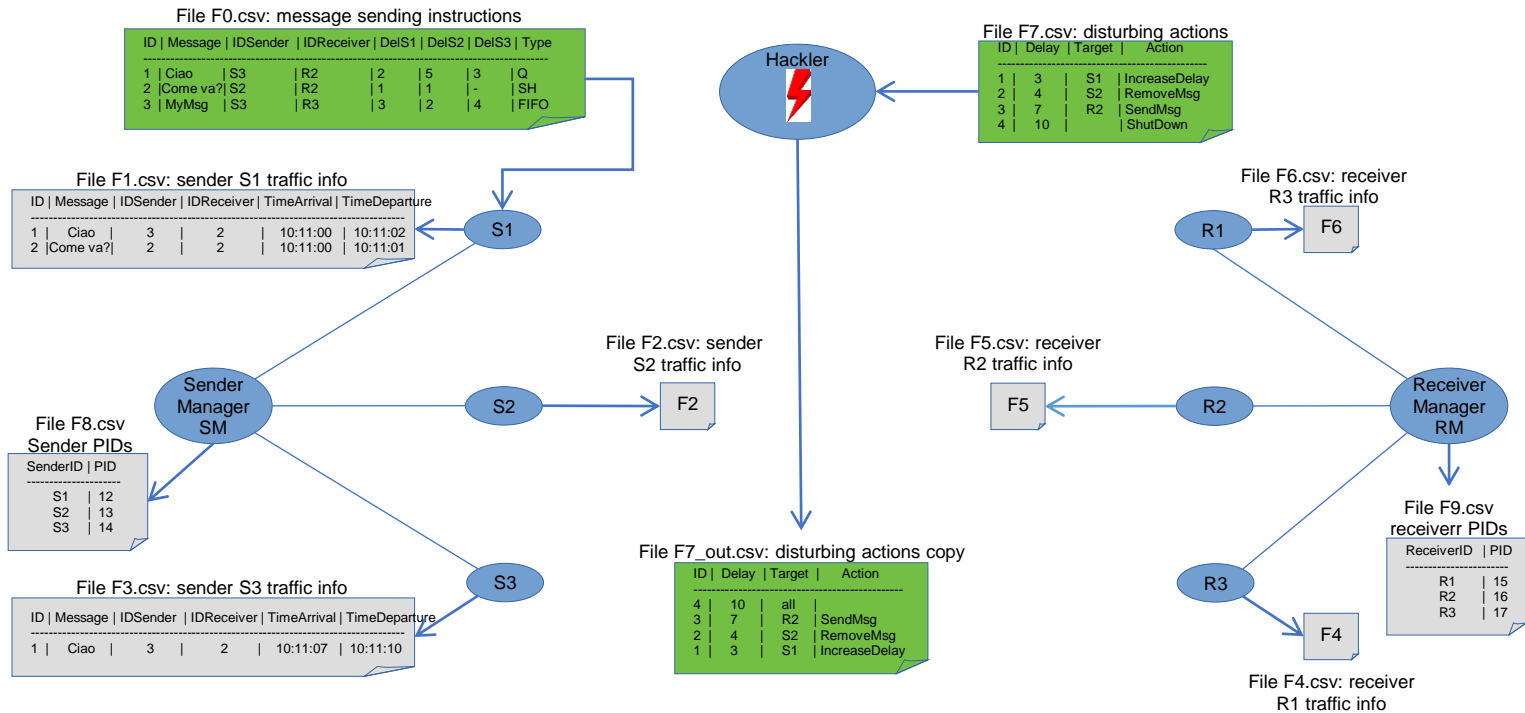 File F0.csv: message sending instructions
ID | Message | IDSender | IDReceiver | DelS1 | DelS2 | DelS3 | Type
---------------------------------------------------------------------------
1 | Ciao | S3 | R2 | 2 | 5 | 3 | Q
2 |Come va?| S2 | R2 | 1 | 1 | - | SH
3 | MyMsg | S3 | R3 | 3 | 2 | 4 | FIFO
Hackler
File F7.csv: disturbing actions
ID | Delay | Target | Action
---------------------------------------------------
1 | 3 | S1 | IncreaseDelay
2 | 4 | S2 | RemoveMsg
3 | 7 | R2 | SendMsg
4 | 10 | | ShutDown
File F1.csv: sender S1 traffic info
ID | Message | IDSender | IDReceiver | TimeArrival | TimeDeparture
-----------------------------------------------------------------------
1 | Ciao | 3 | 2 | 10:11:00 | 10:11:02
2 |Come va?| 2 | 2 | 10:11:00 | 10:11:01
S1
File F6.csv: receiver
R3 traffic info
R1
F6
File F2.csv: sender
S2 traffic info
File F5.csv: receiver
R2 traffic info
Sender
Manager
SM
S2
F2
F5
R2
Receiver
Manager
RM
File F8.csv
Sender PIDs
SenderID | PID
----------------------
S1 | 12
S2 | 13
S3 | 14
File F9.csv
receiverr PIDs
ReceiverID | PID
------------------------
R1 | 15
R2 | 16
R3 | 17
File F3.csv: sender S3 traffic info
ID | Message | IDSender | IDReceiver | TimeArrival | TimeDeparture
-----------------------------------------------------------------------
1 | Ciao | 3 | 2 | 10:11:07 | 10:11:10
S3
File F7_out.csv: disturbing actions copy
ID | Delay | Target | Action
--------------------------------------------------
4 | 10 | all |
3 | 7 | R2 | SendMsg
2 | 4 | S2 | RemoveMsg
1 | 3 | S1 | IncreaseDelay
R3
F4
File F4.csv: receiver
R1 traffic info